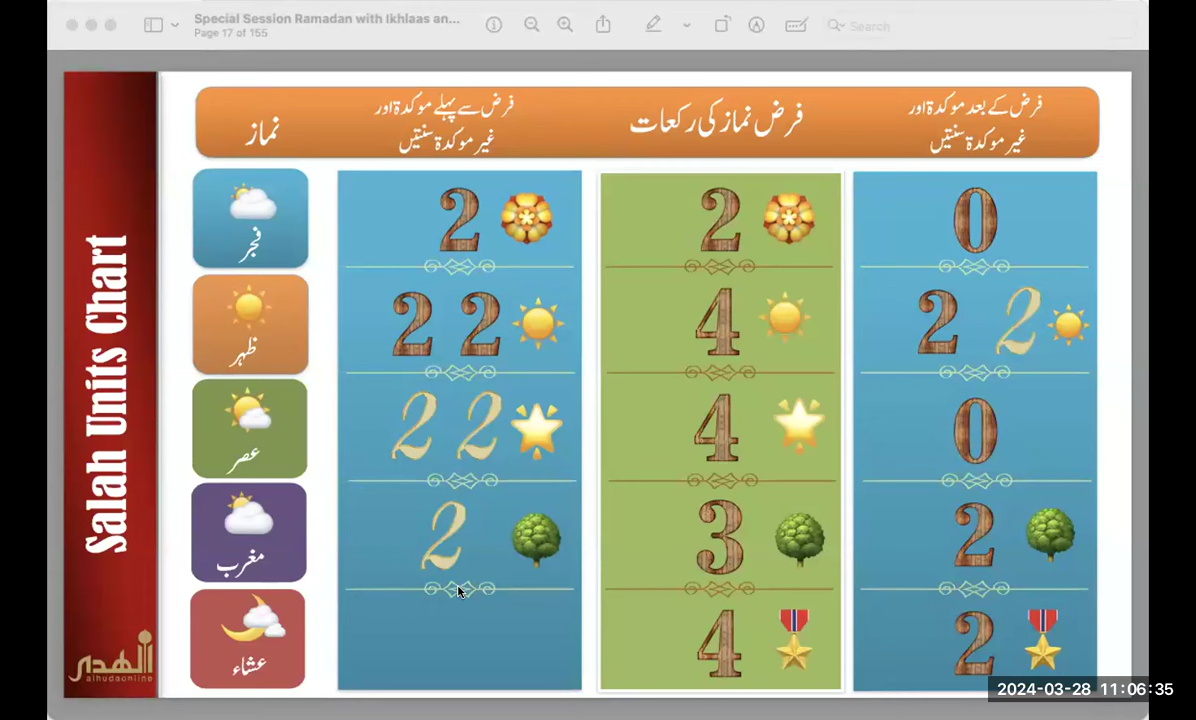 Special Session Ramadan with Ikhlaas an...
Page 17 of 155
Search
Salah Units Chart
نماز
فرض سے پہلے موکدۃ اور
غیر موکدۃ سنتیں
فرض نماز کی رکعات
فرض کے بعد موکدۃ اور
غیر موکدۃ سنتیں
فجر
2
2
0
ظہر
2 2
4
2 2
عصر
2 2
4
0
مغرب
2
3
2
عشاء
4
2
الهدى
alhudaonline
2024-03-28 11:06:35